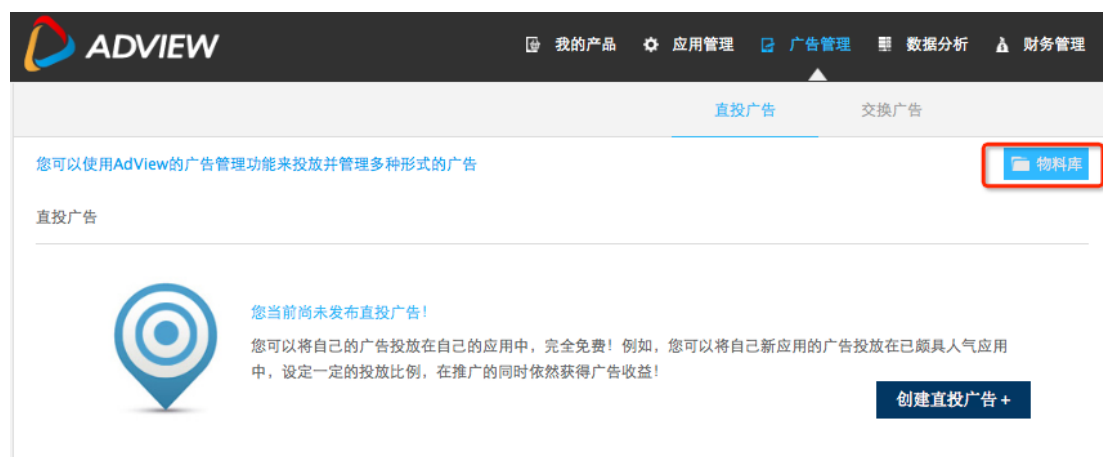 ADVIEW 我的产品 应用管理 广告管理 数据分析 财务管理
直投广告 交换广告
您可以使用AdView的广告管理功能来投放并管理多种形式的广告 物料库
直投广告
您当前尚未发布直投广告!
您可以将自己的广告投放在自己的应用中，完全免费！例如，您可以将自己新应用的广告投放在已颇具人气应用
中，设定一定的投放比例，在推广的同时依然获得广告收益！
创建直投广告 +